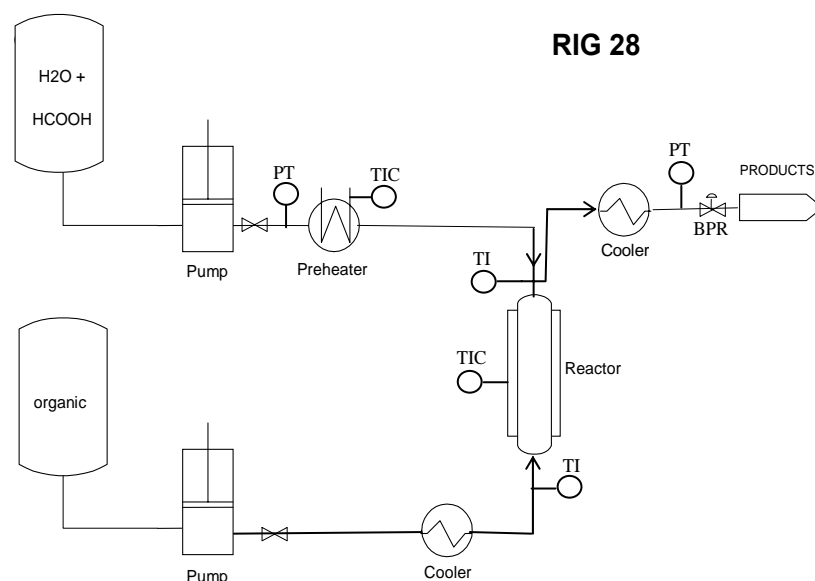 RIG 28
H2O +
HCOOH
PT
TIC
Pump
Preheater
PT
PRODUCTS
Cooler
BPR
TI
TIC
Reactor
organic
TI
Pump
Cooler